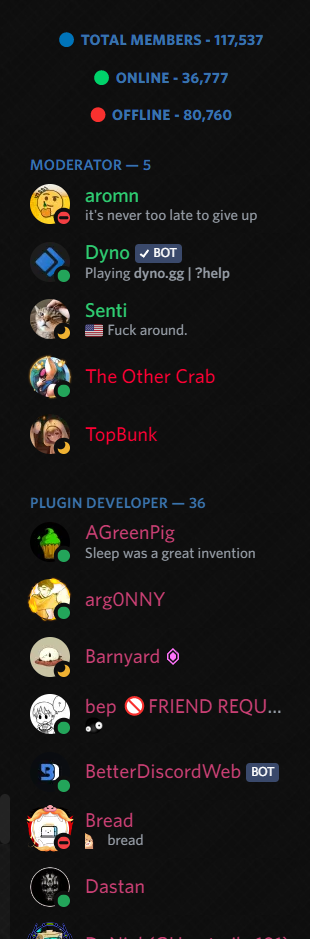 TOTAL MEMBERS - 117,537
ONLINE - 36,777
OFFLINE - 80,760
MODERATOR — 5
aromn
it's never too late to give up
Dyno ✓ BOT
Playing dyno.gg | ?help
Senti
Fuck around.
The Other Crab
TopBunk
PLUGIN DEVELOPER — 36
AGreenPig
Sleep was a great invention
arg0NNY
Barnyard
bep 🚫 FRIEND REQU...
BetterDiscordWeb BOT
Bread
bread
Dastan